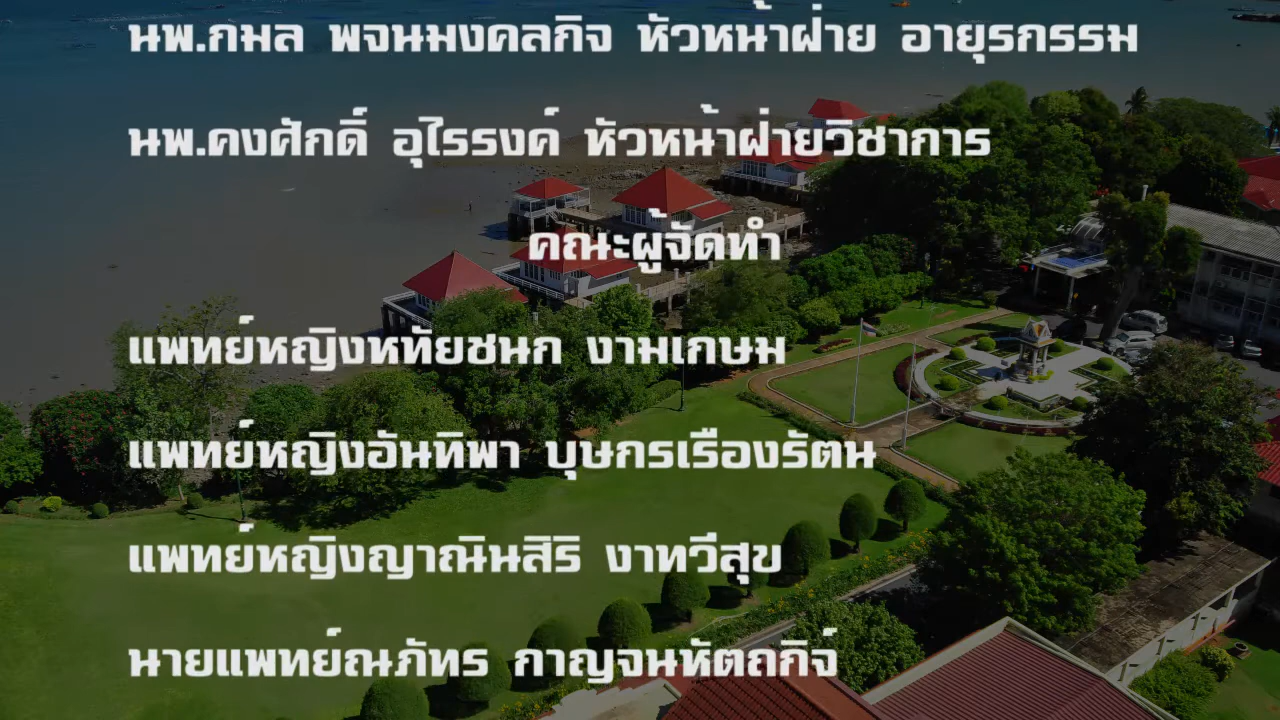 นพ.กมล พจนมงคลกิจ หัวหน้าฝ่าย อายุรกรรม
นพ.คงศักดิ์ อุไรรงค์ หัวหน้าฝ่ายวิชาการ
คณะผู้จัดทำ
แพทย์หญิงหทัยชนก งามเกษม
แพทย์หญิงอันทิพา บุษกรเรืองรัตน
แพทย์หญิงญาณินสิริ งาทวีสุข
นายแพทย์ณภัทร กาญจนหัตถกิจ์